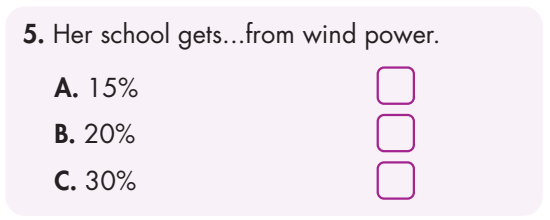 5. Her school gets...from wind power.
A. 15%
B. 20%
C. 30%